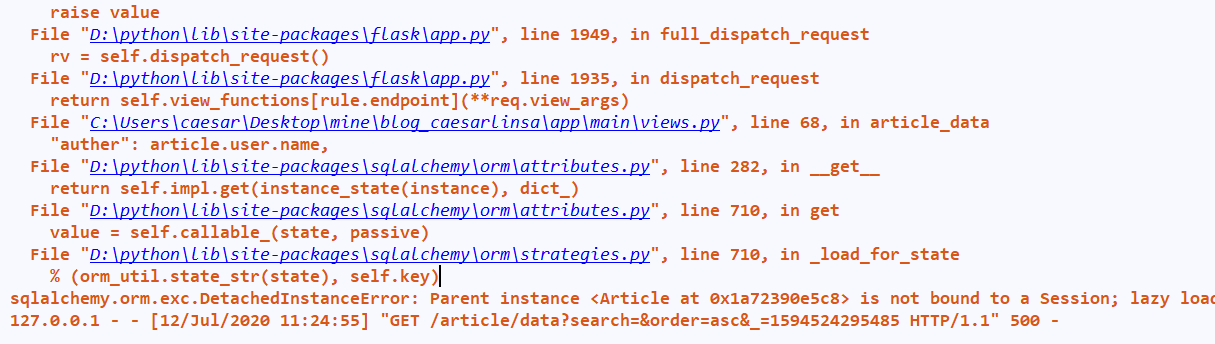 raise value
File "D:\python\lib\site-packages\flask\app.py", line 1949, in full_dispatch_request
rv = self.dispatch_request()
File "D:\python\lib\site-packages\flask\app.py", line 1935, in dispatch_request
return self.view_functions[rule.endpoint](**req.view_args)
File "C:\Users\caesar\Desktop\mine\blog_caesarlinsa\app\main\views.py", line 68, in article_data
"auther": article.user.name,
File "D:\python\lib\site-packages\sqlalchemy\orm\attributes.py", line 282, in __get__
return self.impl.get(instance_state(instance), dict_)
File "D:\python\lib\site-packages\sqlalchemy\orm\attributes.py", line 710, in get
value = self.callable_(state, passive)
File "D:\python\lib\site-packages\sqlalchemy\orm\strategies.py", line 710, in _load_for_state
% (orm_util.state_str(state), self.key)
sqlalchemy.orm.exc.DetachedInstanceError: Parent instance <Article at 0x1a72390e5c8> is not bound to a Session; lazy load
127.0.0.1 - - [12/Jul/2020 11:24:55] "GET /article/data?search=&order=asc&_=1594524295485 HTTP/1.1" 500 -